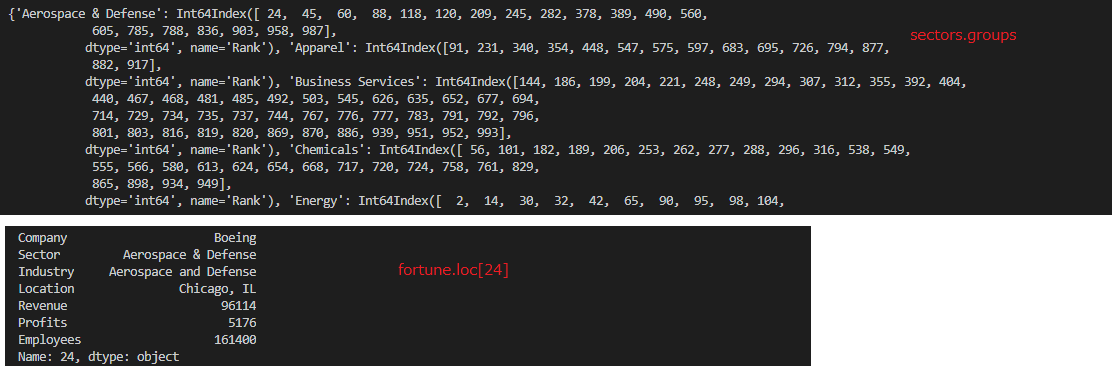 {'Aerospace & Defense': Int64Index([ 24,  45,  60,  88, 118, 120, 209, 245, 282, 378, 389, 490, 560,
605, 785, 788, 836, 903, 958, 987],
sectors.groups
dtype='int64', name='Rank'), 'Apparel': Int64Index([91, 231, 340, 354, 448, 547, 575, 597, 683, 695, 726, 794, 877,
882, 917],
dtype='int64', name='Rank'), 'Business Services': Int64Index([144, 186, 199, 204, 221, 248, 249, 294, 307, 312, 355, 392, 404,
440, 467, 468, 481, 485, 492, 503, 545, 626, 635, 652, 677, 694,
714, 729, 734, 735, 737, 744, 767, 776, 777, 783, 791, 792, 796,
801, 803, 816, 819, 820, 869, 870, 886, 939, 951, 952, 993],
dtype='int64', name='Rank'), 'Chemicals': Int64Index([ 56, 101, 182, 189, 206, 253, 262, 277, 288, 296, 316, 538, 549,
555, 566, 580, 613, 624, 654, 668, 717, 720, 724, 758, 761, 829,
865, 898, 934, 949],
dtype='int64', name='Rank'), 'Energy': Int64Index([  2,  14,  30,  32,  42,  65,  90,  95,  98, 104,
Company Boeing
Sector Aerospace & Defense
Industry Aerospace and Defense
fortune.loc[24]
Location Chicago, IL
Revenue 96114
Profits 5176
Employees 161400
Name: 24, dtype: object